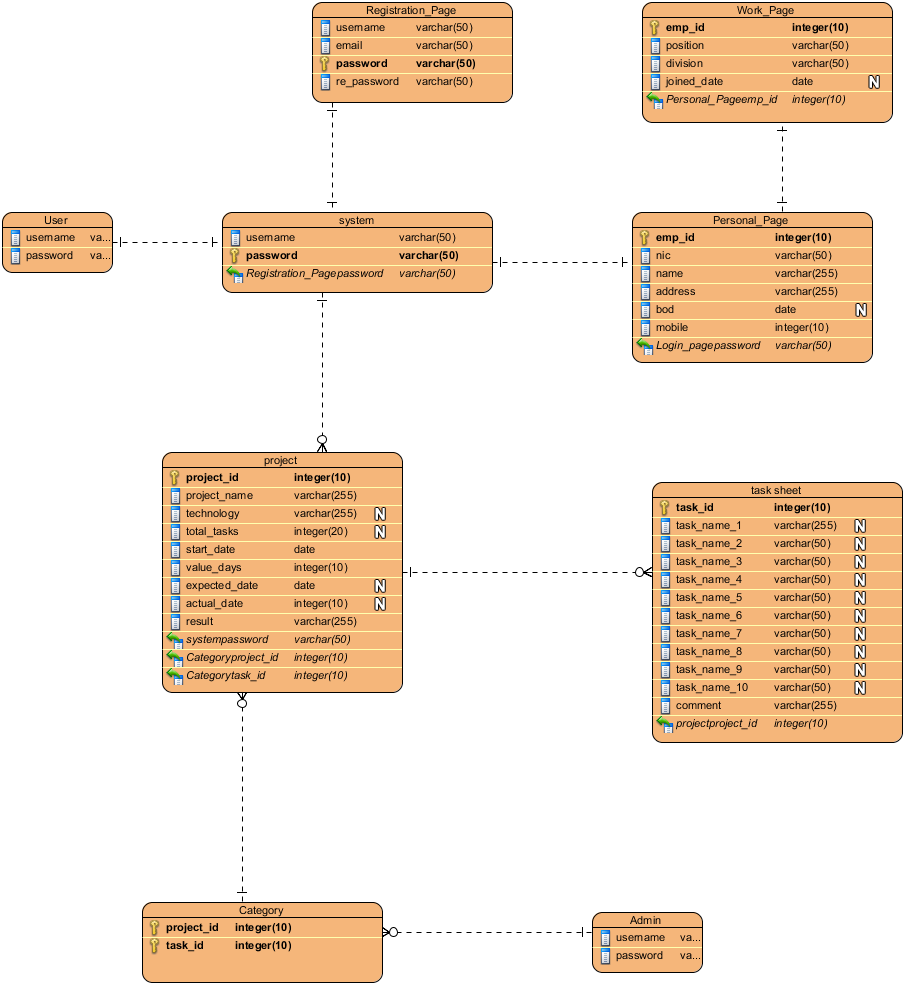 Registration_Page
username varchar(50)
email varchar(50)
password varchar(50)
re_password varchar(50)
Work_Page
emp_id integer(10)
position varchar(50)
division varchar(50)
joined_date date N
Personal_Pageemp_id integer(10)
User
username va...
password va...
system
username varchar(50)
password varchar(50)
Registration_Pagepassword varchar(50)
Personal_Page
emp_id integer(10)
nic varchar(50)
name varchar(255)
address varchar(255)
bod date N
mobile integer(10)
Login_pagepassword varchar(50)
project
project_id integer(10)
project_name varchar(255)
technology varchar(255) N
total_tasks integer(20) N
start_date date
value_days integer(10)
expected_date date N
actual_date integer(10) N
result varchar(255)
systempassword varchar(50)
Categoryproject_id integer(10)
Categorytask_id integer(10)
task sheet
task_id integer(10)
task_name_1 varchar(255) N
task_name_2 varchar(50) N
task_name_3 varchar(50) N
task_name_4 varchar(50) N
task_name_5 varchar(50) N
task_name_6 varchar(50) N
task_name_7 varchar(50) N
task_name_8 varchar(50) N
task_name_9 varchar(50) N
task_name_10 varchar(50) N
comment varchar(255)
projectproject_id integer(10)
Category
project_id integer(10)
task_id integer(10)
Admin
username va...
password va...